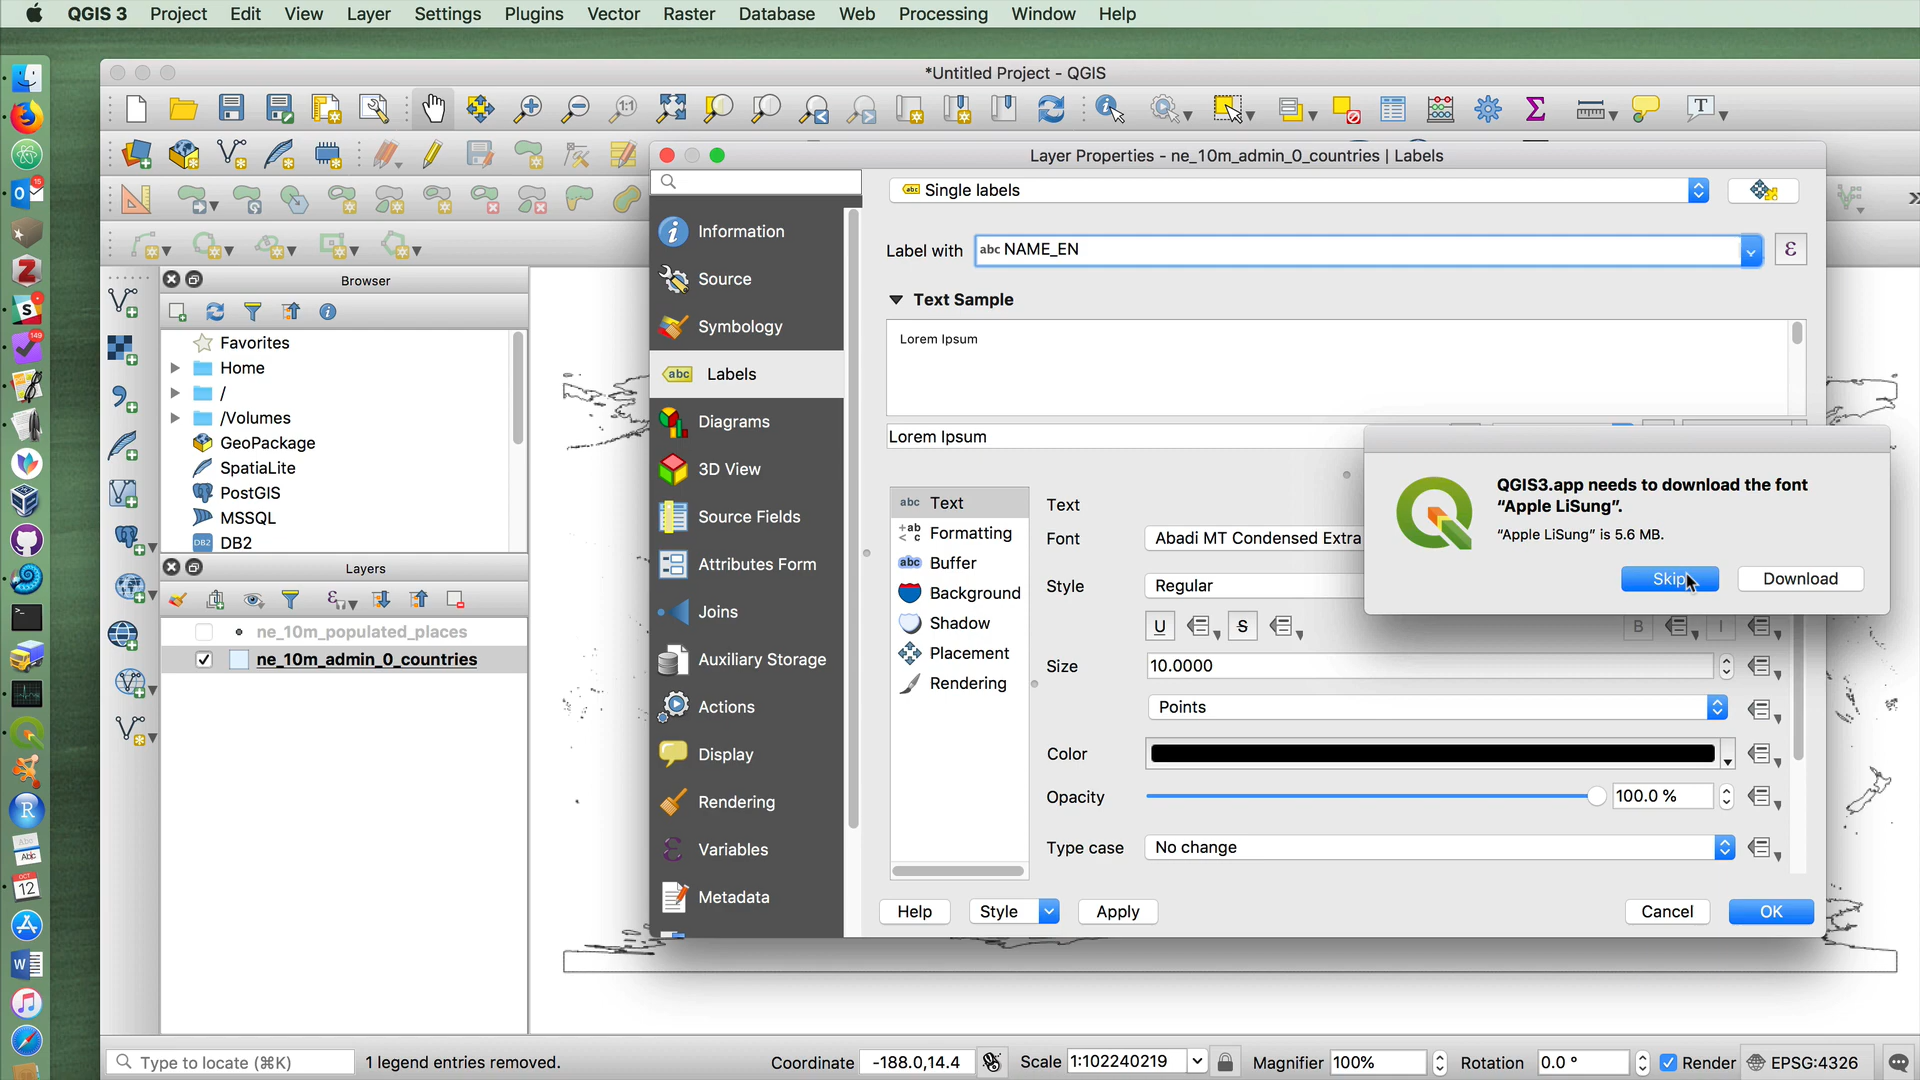 QGIS 3 Project Edit View Layer Settings Plugins Vector Raster Database Web Processing Window Help
*Untitled Project - QGIS
Layer Properties - ne_10m_admin_0_countries | Labels
Single labels
Information
Label with abc NAME_EN ε
Browser
Source
Text Sample
Symbology
Lorem Ipsum
Favorites
Home
/
/Volumes
GeoPackage
SpatiaLite
PostGIS
MSSQL
DB2
abc Labels
Diagrams
Lorem Ipsum
3D View
Source Fields
Attributes Form
Joins
Auxiliary Storage
Actions
Display
Rendering
Variables
Metadata
abc Text
Formatting
abc Buffer
Background
Shadow
Placement
Rendering
Text
Font Abadi MT Condensed Extra
Style Regular
U S B I
Size 10.0000
Points
Color
Opacity 100.0 %
Type case No change
QGIS3.app needs to download the font
“Apple LiSung”.
“Apple LiSung” is 5.6 MB.
Skip Download
Layers
ne_10m_populated_places
ne_10m_admin_0_countries
Help Style Apply Cancel OK
Type to locate (⌘K) 1 legend entries removed. Coordinate -188.0,14.4 Scale 1:102240219 Magnifier 100% Rotation 0.0 ° Render EPSG:4326
15
149
OCT
12